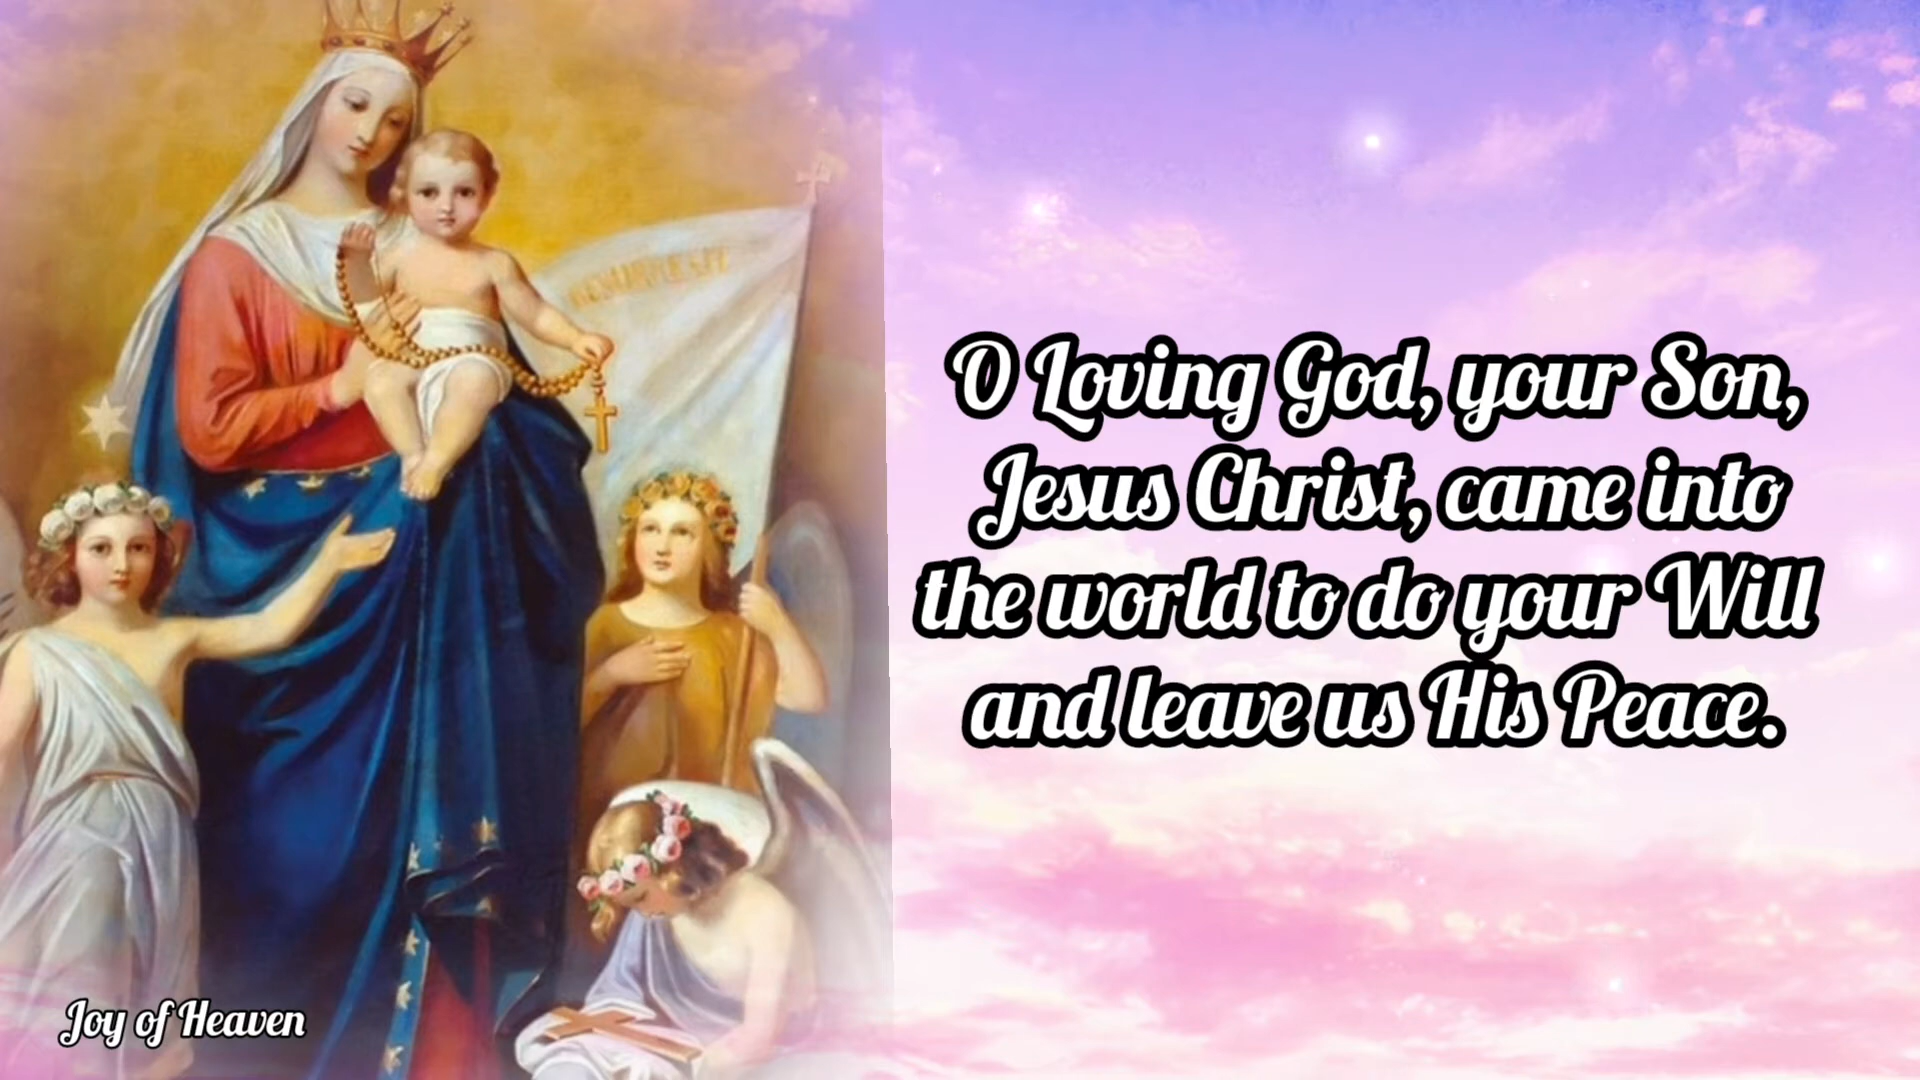 O Loving God, your Son,
Jesus Christ, came into
the world to do your Will
and leave us His Peace.
Joy of Heaven